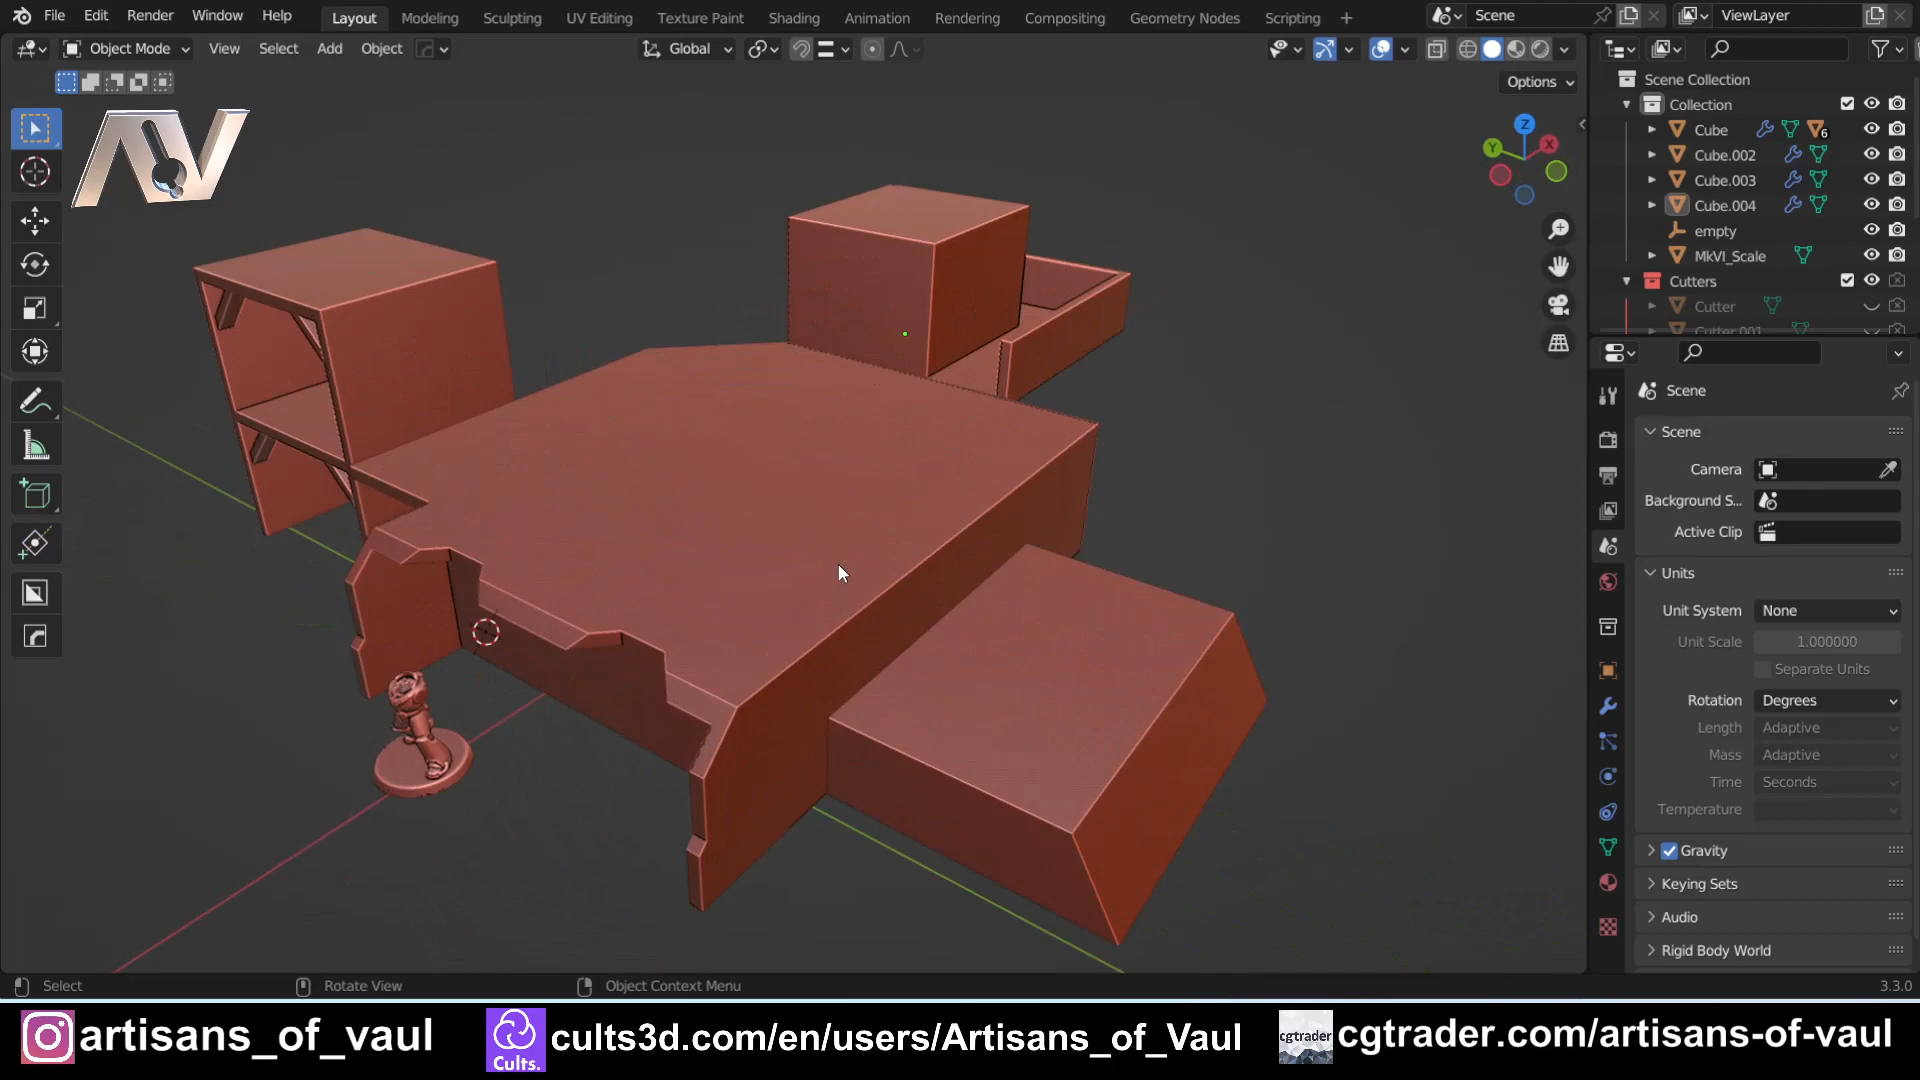 File Edit Render Window Help Layout Modeling Sculpting UV Editing Texture Paint Shading Animation Rendering Compositing Geometry Nodes Scripting + Scene ViewLayer
Object Mode View Select Add Object Global
Options
Scene Collection
Collection
Cube 6
Cube.002
Cube.003
Cube.004
empty
MkVI_Scale
Cutters
Cutter
Cutter.001
Z
Y
X
AV
Scene
Scene
Camera
Background S...
Active Clip
Units
Unit System None
Unit Scale 1.000000
Separate Units
Rotation Degrees
Length Adaptive
Mass Adaptive
Time Seconds
Temperature
Gravity
Keying Sets
Audio
Rigid Body World
Select Rotate View Object Context Menu 3.3.0
artisans_of_vaul Cults. cults3d.com/en/users/Artisans_of_Vaul cgtrader cgtrader.com/artisans-of-vaul